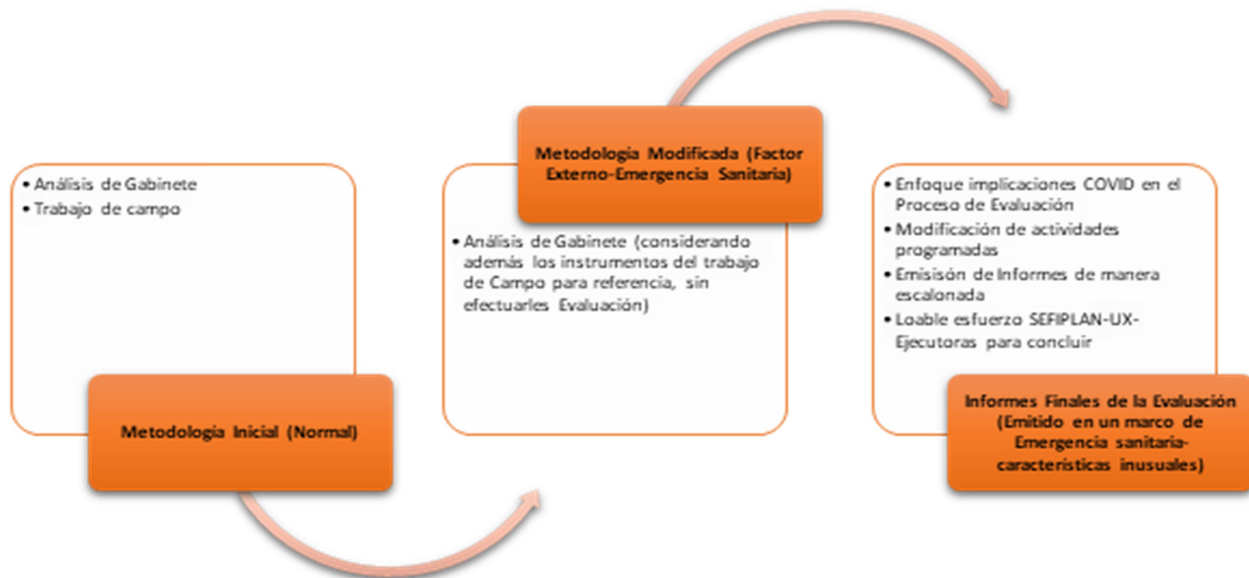 • Análisis de Gabinete
• Trabajo de campo
Metodología Inicial (Normal)
Metodología Modificada (Factor
Externo-Emergencia Sanitaria)
• Análisis de Gabinete (considrando
además los instrumentos del trabajo
de Campo para referencia, sin
efectuarles Evaluación)
• Enfoque implicaciones COVID en el
Proceso de Evaluación
• Modificación de actividades
programadas
• Emisisón de Informes de manera
escalonada
• Loable esfuerzo SEFIPLAN-UX-
Ejecutoras para concluir
Informes Finales de la Evaluación
(Emitido en un marco de
Emergencia sanitaria-
características inusuales)